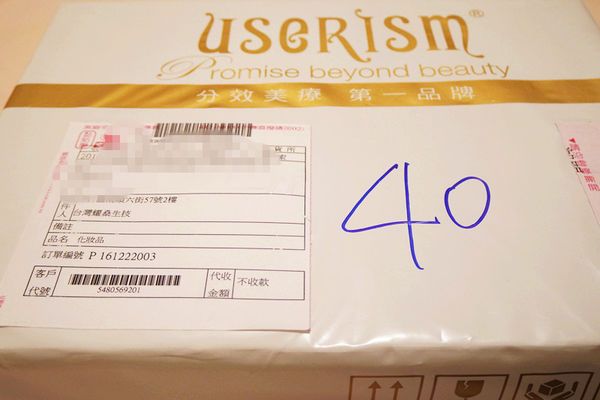 USERISM®
Promise beyond beauty
分效美療 第一品牌
201
六街57號2樓
件人 台灣耀桑生技
備註
品名 化妝品
訂單編號 P 161222003
客戶代號
5480569201
代收金額
不收款
40